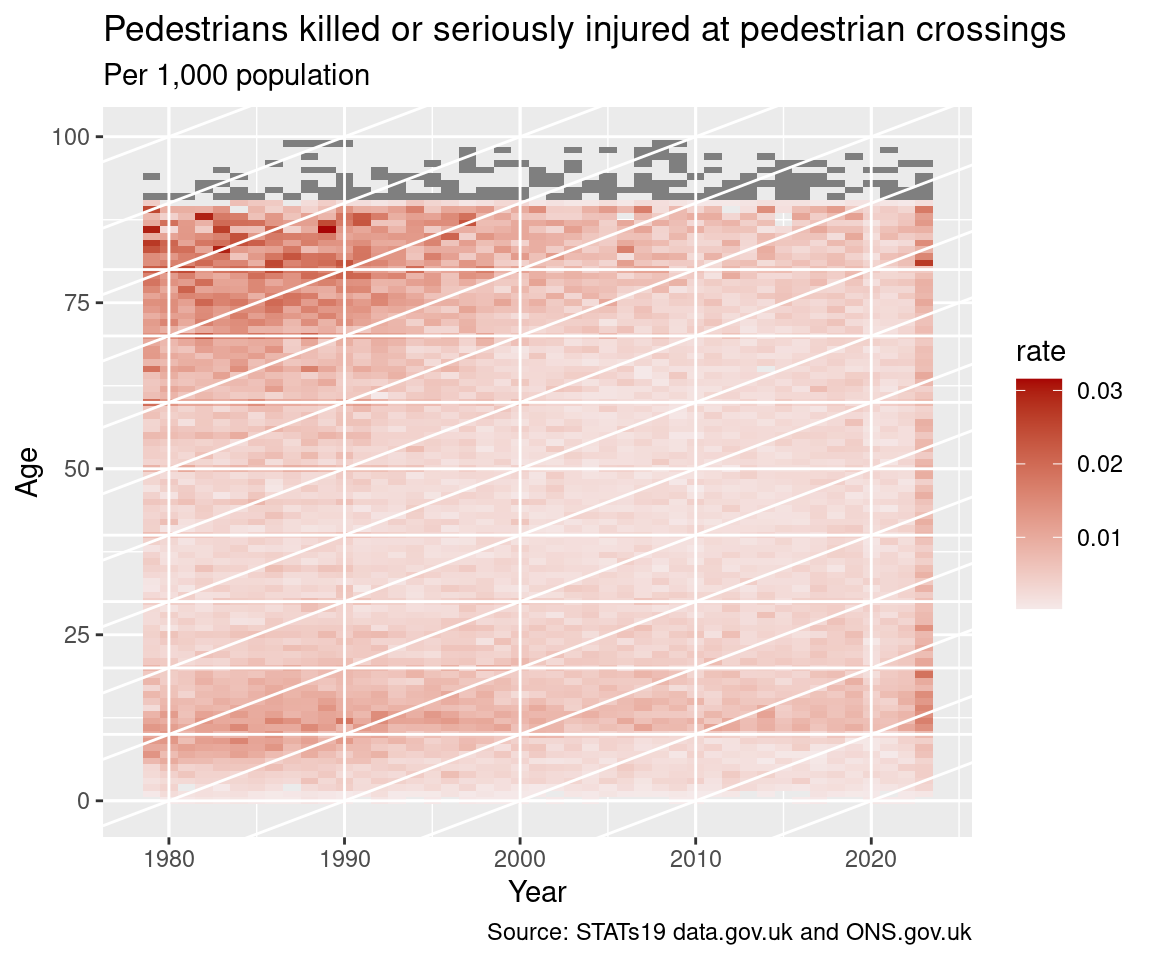 Pedestrians killed or seriously injured at pedestrian crossings
Per 1,000 population
100
75
50
25
0
Age
1980 1990 2000 2010 2020
Year
rate
0.03
0.02
0.01
Source: STATs19 data.gov.uk and ONS.gov.uk